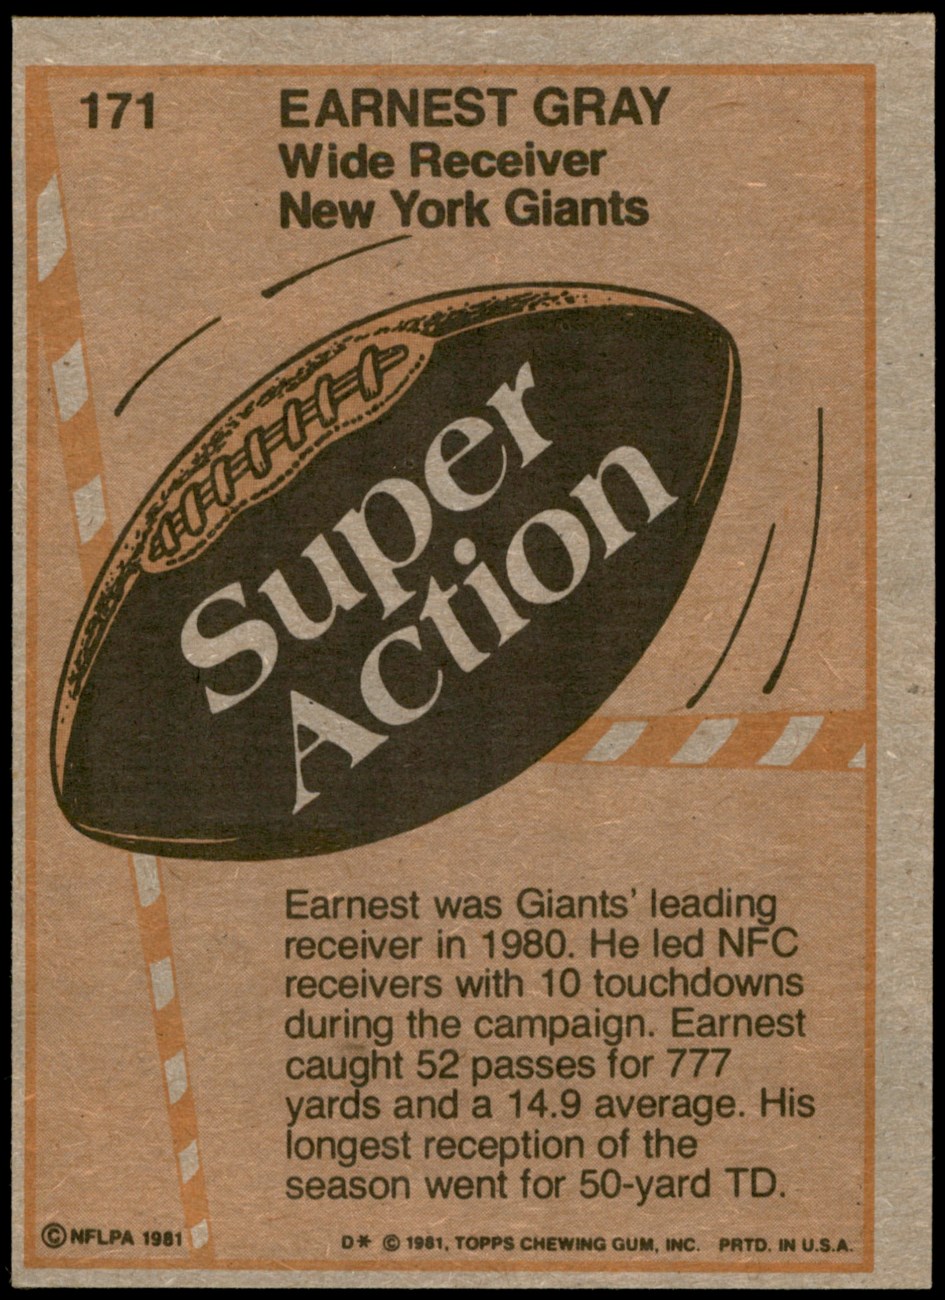 171
EARNEST GRAY
Wide Receiver
New York Giants
Super
Action
Earnest was Giants' leading
receiver in 1980. He led NFC
receivers with 10 touchdowns
during the campaign. Earnest
caught 52 passes for 777
yards and a 14.9 average. His
longest reception of the
season went for 50-yard TD.
©NFLPA 1981
D* © 1981, TOPPS CHEWING GUM, INC. PRTD. IN U.S.A.